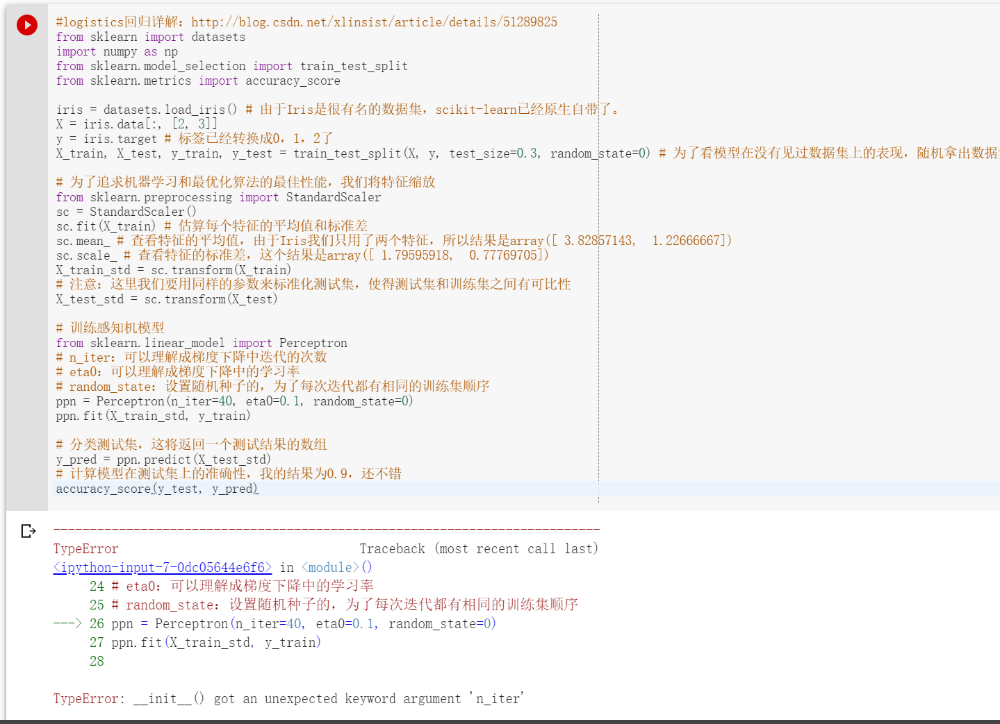 #logistics回归详解：http://blog.csdn.net/xlinsist/article/details/51289825
from sklearn import datasets
import numpy as np
from sklearn.model_selection import train_test_split
from sklearn.metrics import accuracy_score
iris = datasets.load_iris() # 由于Iris是很有名的数据集，scikit-learn已经原生自带了。
X = iris.data[:, [2, 3]]
y = iris.target # 标签已经转换成0，1，2了
X_train, X_test, y_train, y_test = train_test_split(X, y, test_size=0.3, random_state=0) # 为了看模型在没有见过数据集上的表现，随机拿出数据
# 为了追求机器学习和最优化算法的最佳性能，我们将特征缩放
from sklearn.preprocessing import StandardScaler
sc = StandardScaler()
sc.fit(X_train) # 估算每个特征的平均值和标准差
sc.mean_ # 查看特征的平均值，由于Iris我们只用了两个特征，所以结果是array([ 3.82857143,  1.22666667])
sc.scale_ # 查看特征的标准差，这个结果是array([ 1.79595918,  0.77769705])
X_train_std = sc.transform(X_train)
# 注意：这里我们要用同样的参数来标准化测试集，使得测试集和训练集之间有可比性
X_test_std = sc.transform(X_test)
# 训练感知机模型
from sklearn.linear_model import Perceptron
# n_iter：可以理解成梯度下降中迭代的次数
# eta0：可以理解成梯度下降中的学习率
# random_state：设置随机种子的，为了每次迭代都有相同的训练集顺序
ppn = Perceptron(n_iter=40, eta0=0.1, random_state=0)
ppn.fit(X_train_std, y_train)
# 分类测试集，这将返回一个测试结果的数组
y_pred = ppn.predict(X_test_std)
# 计算模型在测试集上的准确性，我的结果为0.9，还不错
accuracy_score(y_test, y_pred)
---------------------------------------------------------------------------
TypeError                                 Traceback (most recent call last)
<ipython-input-7-0dc05644e6f6> in <module>()
     24 # eta0：可以理解成梯度下降中的学习率
     25 # random_state：设置随机种子的，为了每次迭代都有相同的训练集顺序
---> 26 ppn = Perceptron(n_iter=40, eta0=0.1, random_state=0)
     27 ppn.fit(X_train_std, y_train)
     28
TypeError: __init__() got an unexpected keyword argument 'n_iter'